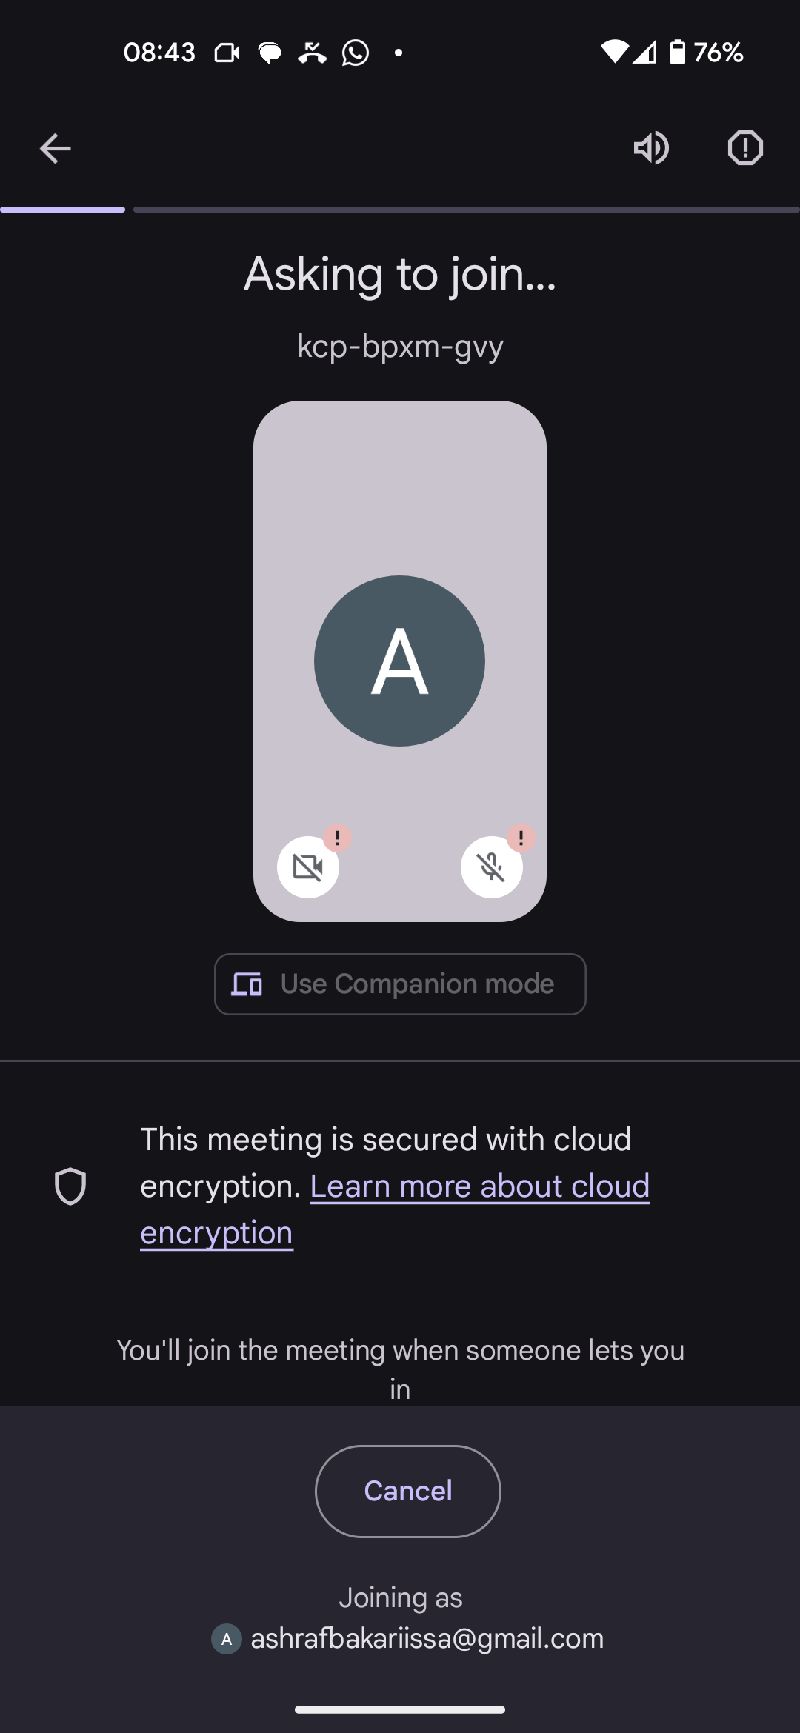 08:43
76%
Asking to join...
kcp-bpxm-gvy
A
!
!
Use Companion mode
This meeting is secured with cloud
encryption. Learn more about cloud
encryption
You'll join the meeting when someone lets you
in
Cancel
Joining as
A ashrafbakariissa@gmail.com